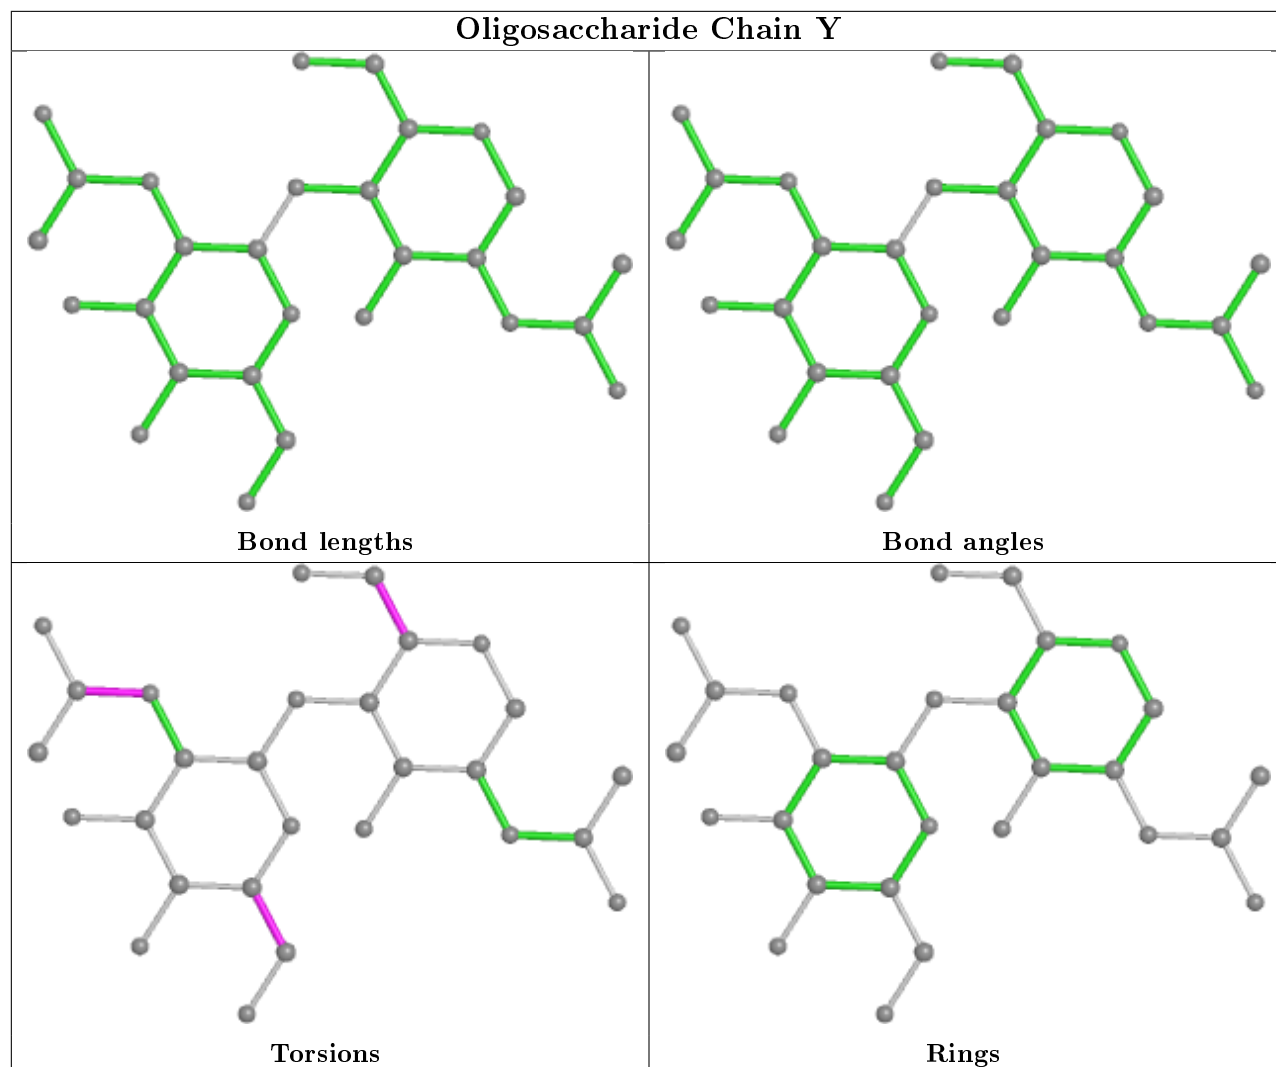 Oligosaccharide Chain Y
Bond lengths
Bond angles
Torsions
Rings